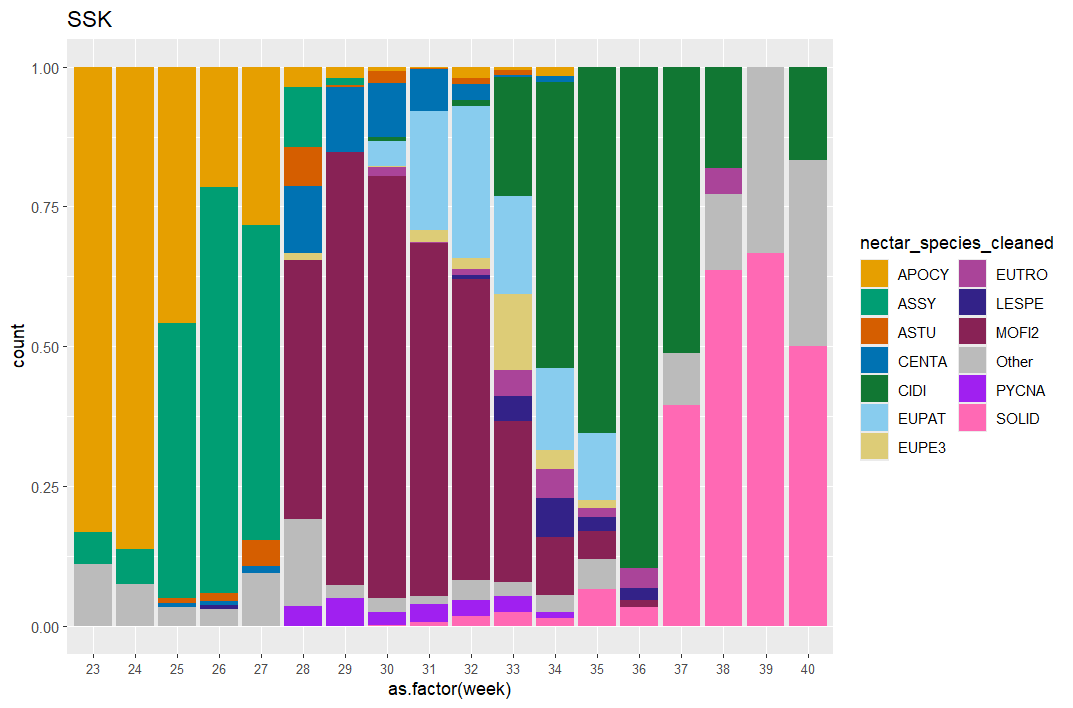 SSK
count
1.00
0.75
0.50
0.25
0.00
23 24 25 26 27 28 29 30 31 32 33 34 35 36 37 38 39 40
as.factor(week)
nectar_species_cleaned
APOCY
ASSY
ASTU
CENTA
CIDI
EUPAT
EUPE3
EUTRO
LESPE
MOFI2
Other
PYCNA
SOLID